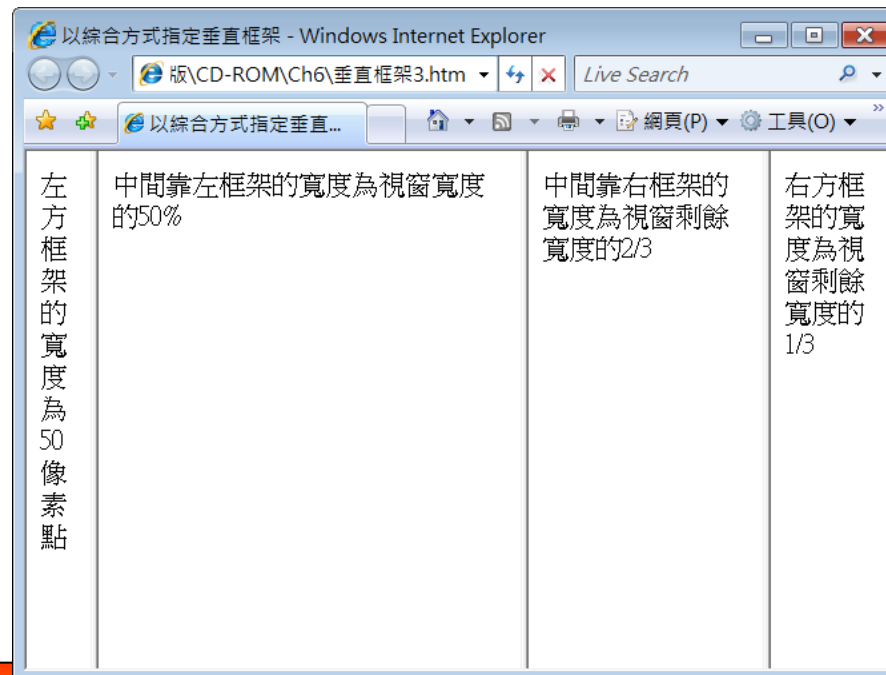 以綜合方式指定垂直框架 - Windows Internet Explorer
版\CD-ROM\Ch6\垂直框架3.htm
Live Search
以綜合方式指定垂直...
網頁(P)
工具(O)
左
方
框
架
的
寬
度
為
50
像
素
點
中間靠左框架的寬度為視窗寬度
的50%
中間靠右框架的
寬度為視窗剩餘
寬度的2/3
右方框
架的寬
度為視
窗剩餘
寬度的
1/3